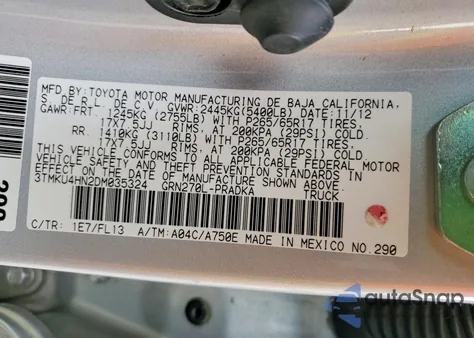 MFD.BY:TOYOTA MOTOR MANUFACTURING DE BAJA CALIFORNIA,
S. DE R.L. DE C.V. GVWR:2445KG(5400LB) DATE:11/12
GAWR:FRT. 1245KG (2755LB) WITH P265/65R17 TIRES,
17X7.5JJ RIMS, AT 200KPA (29PSI) COLD.
RR. 1410KG (3110LB) WITH P265/65R17 TIRES,
17X7.5JJ RIMS, AT 200KPA (29PSI) COLD.
THIS VEHICLE CONFORMS TO ALL APPLICABLE FEDERAL MOTOR
VEHICLE SAFETY AND THEFT PREVENTION STANDARDS IN EFFECT ON
THE DATE OF MANUFACTURE SHOWN ABOVE.
3TMKU4HN2DM035324 GRN270L-PRADKA TRUCK
C/TR: 1E7/FL13 A/TM: A04C/A750E MADE IN MEXICO NO.290
autoSnap